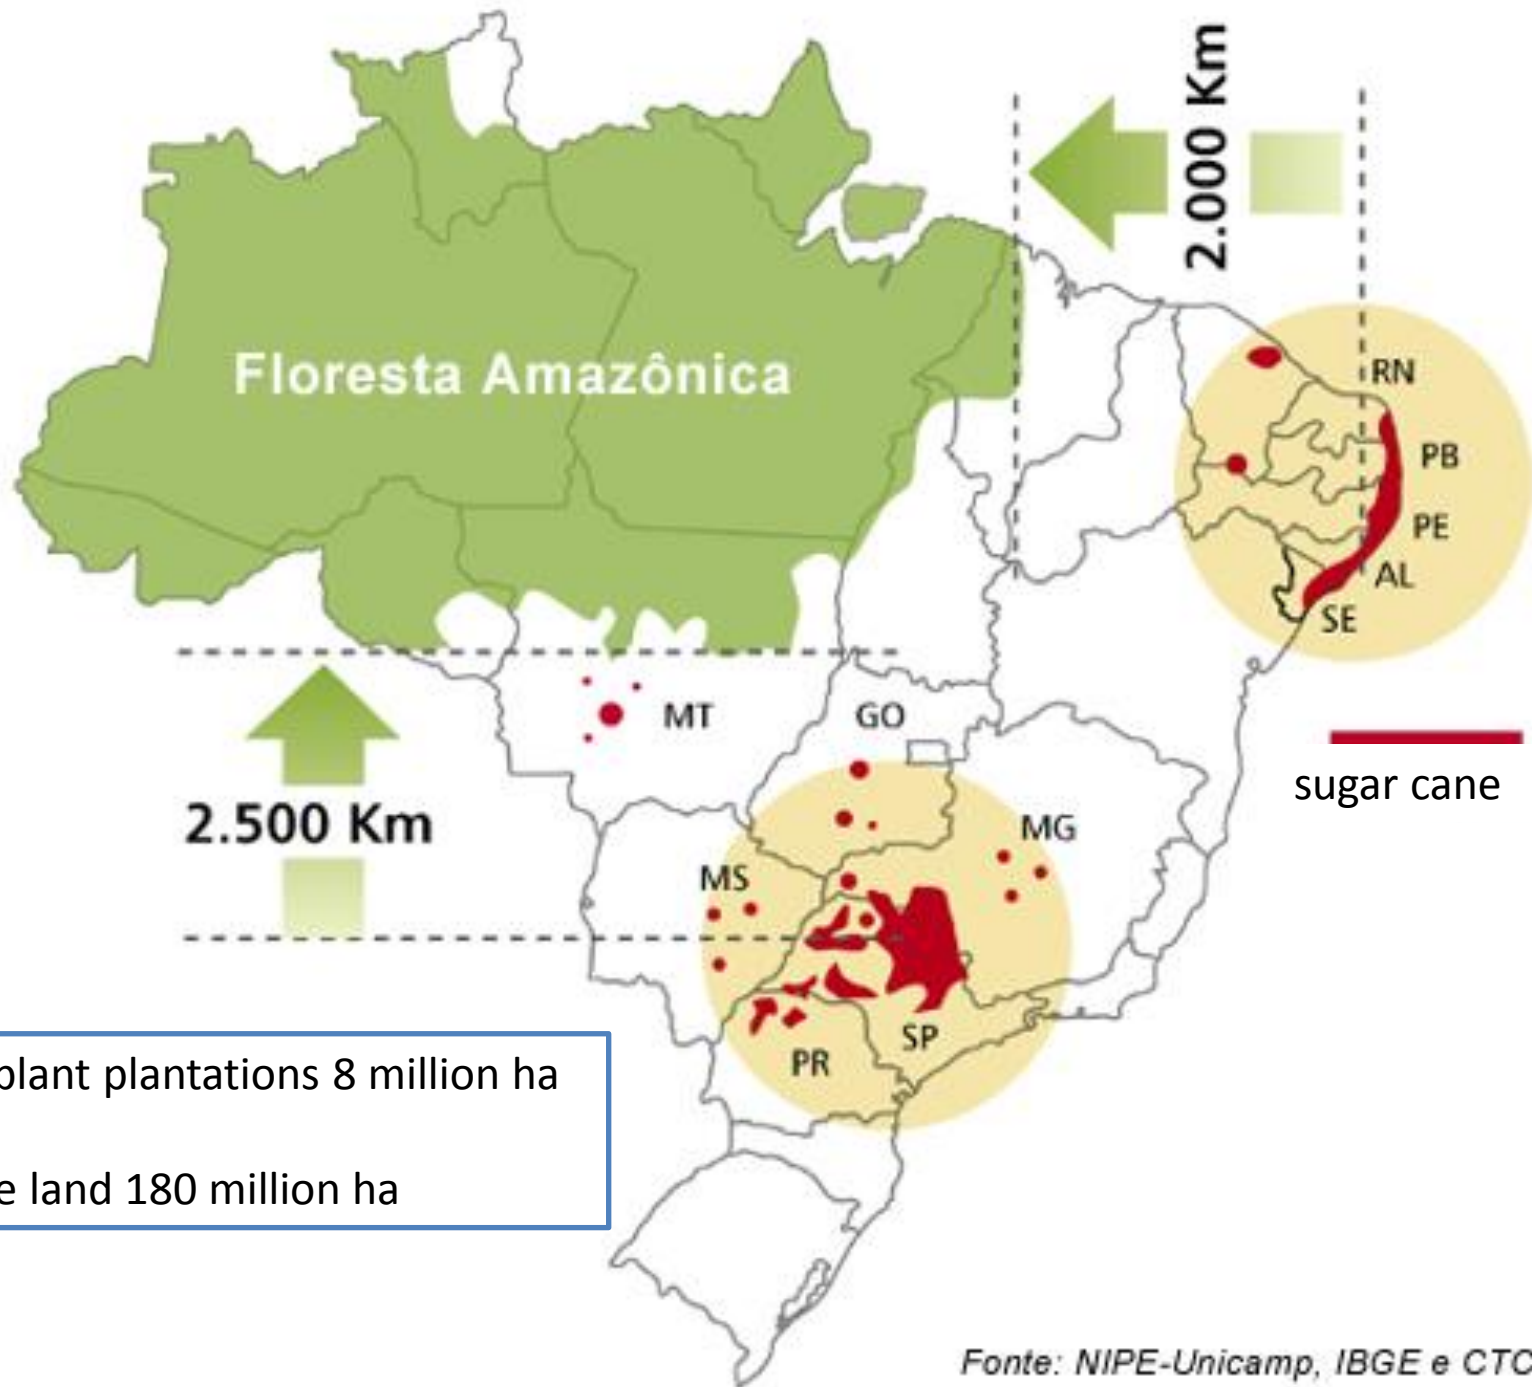 2.000 Km
Floresta Amazônica
RN
PB
PE
AL
SE
MT
GO
sugar cane
2.500 Km
MG
MS
SP
PR
plant plantations 8 million ha
land 180 million ha
Fonte: NIPE-Unicamp, IBGE e CTC